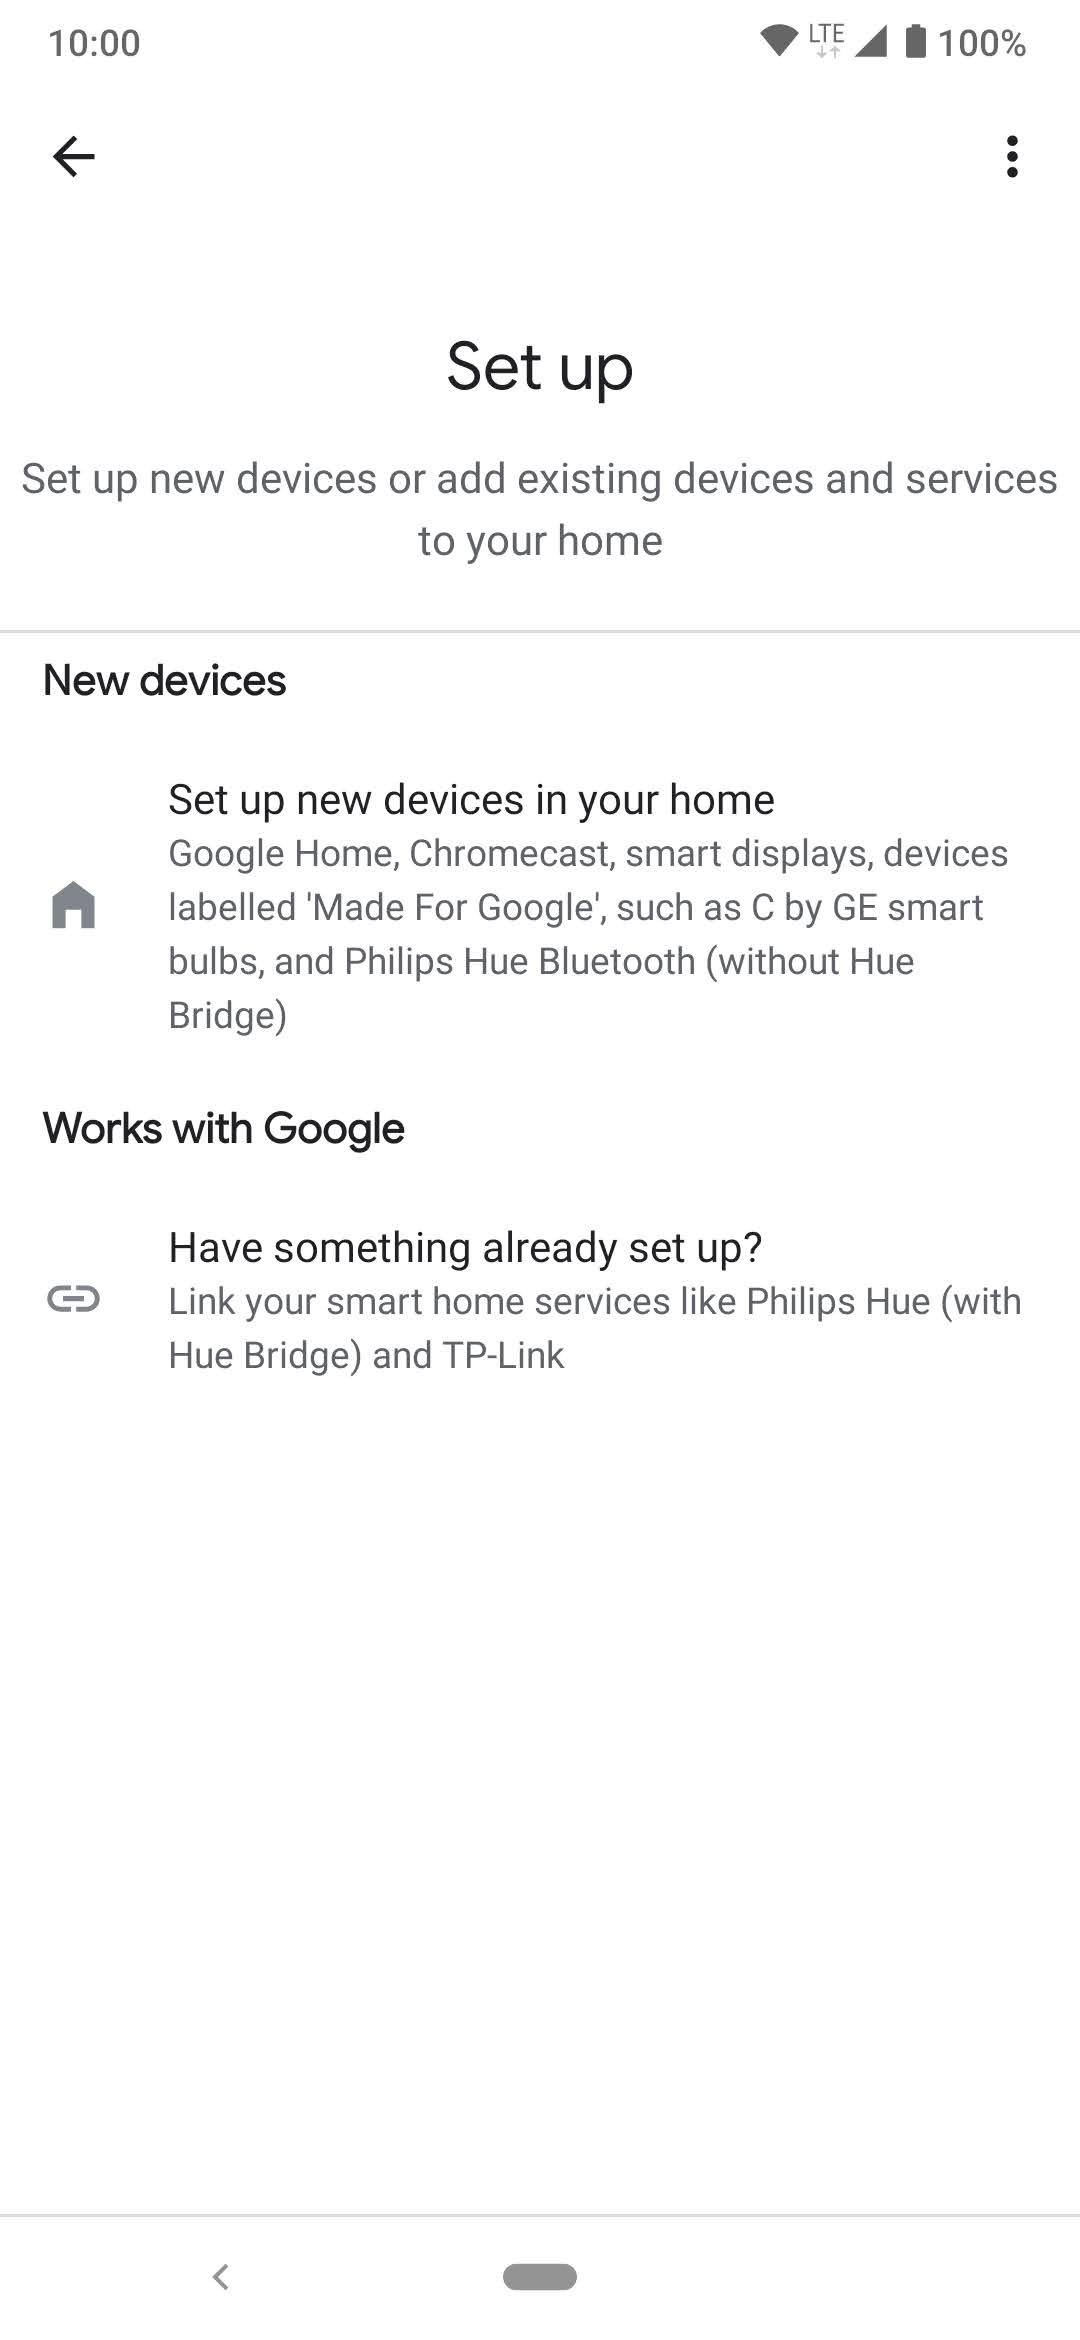 10:00
LTE
100%
Set up
Set up new devices or add existing devices and services
to your home
New devices
Set up new devices in your home
Google Home, Chromecast, smart displays, devices
labelled 'Made For Google', such as C by GE smart
bulbs, and Philips Hue Bluetooth (without Hue
Bridge)
Works with Google
Have something already set up?
Link your smart home services like Philips Hue (with
Hue Bridge) and TP-Link